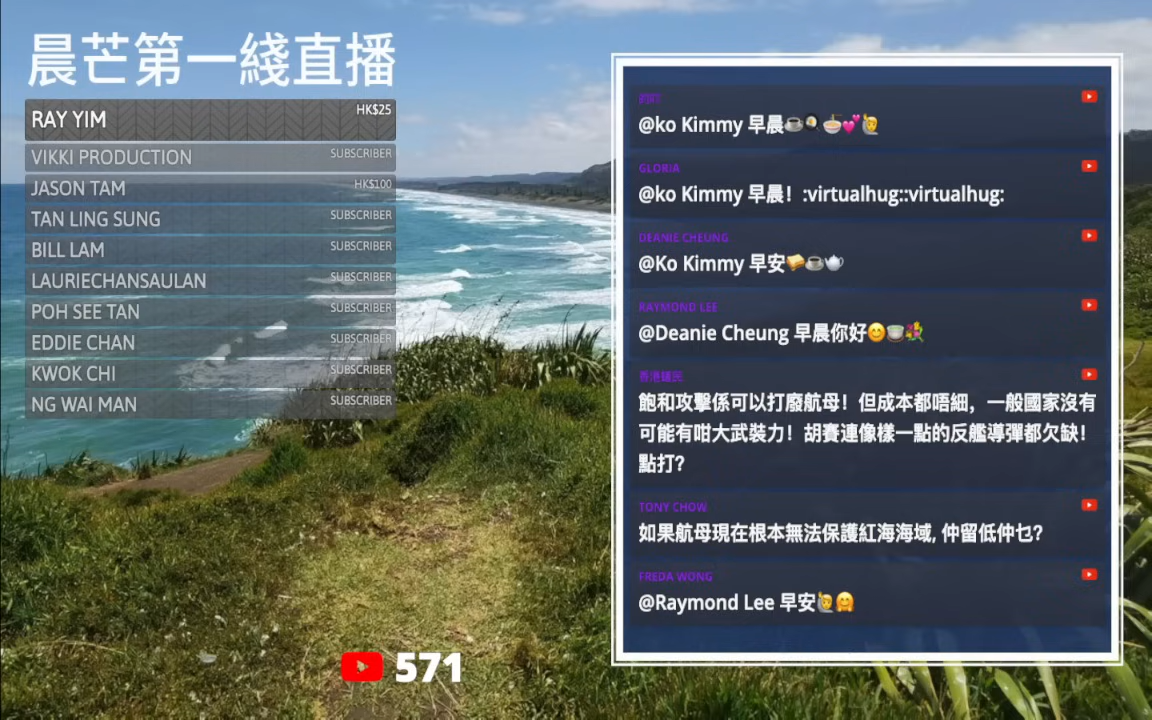 晨芒第一綫直播
RAY YIM HK$25
VIKKI PRODUCTION SUBSCRIBER
JASON TAM HK$100
TAN LING SUNG SUBSCRIBER
BILL LAM SUBSCRIBER
LAURIECHANSAULAN SUBSCRIBER
POH SEE TAN SUBSCRIBER
EDDIE CHAN SUBSCRIBER
KWOK CHI SUBSCRIBER
NG WAI MAN SUBSCRIBER
571
@ko Kimmy 早晨☕🍳🍜💕🙋
GLORIA
@ko Kimmy 早晨！:virtualhug::virtualhug:
DEANIE CHEUNG
@Ko Kimmy 早安🍞☕🫖
RAYMOND LEE
@Deanie Cheung 早晨你好😊🍵💐
飽和攻擊係可以打廢航母！但成本都唔細，一般國家沒有
可能有咁大武裝力！胡賽連像樣一點的反艦導彈都欠缺！
點打?
TONY CHOW
如果航母現在根本無法保護紅海海域, 仲留低仲乜?
FREDA WONG
@Raymond Lee 早安🙋🤗